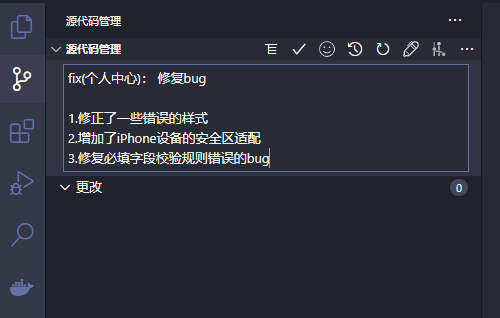 源代码管理
源代码管理
fix(个人中心)： 修复bug
1.修正了一些错误的样式
2.增加了iPhone设备的安全区适配
3.修复必填字段校验规则错误的bug
更改 0